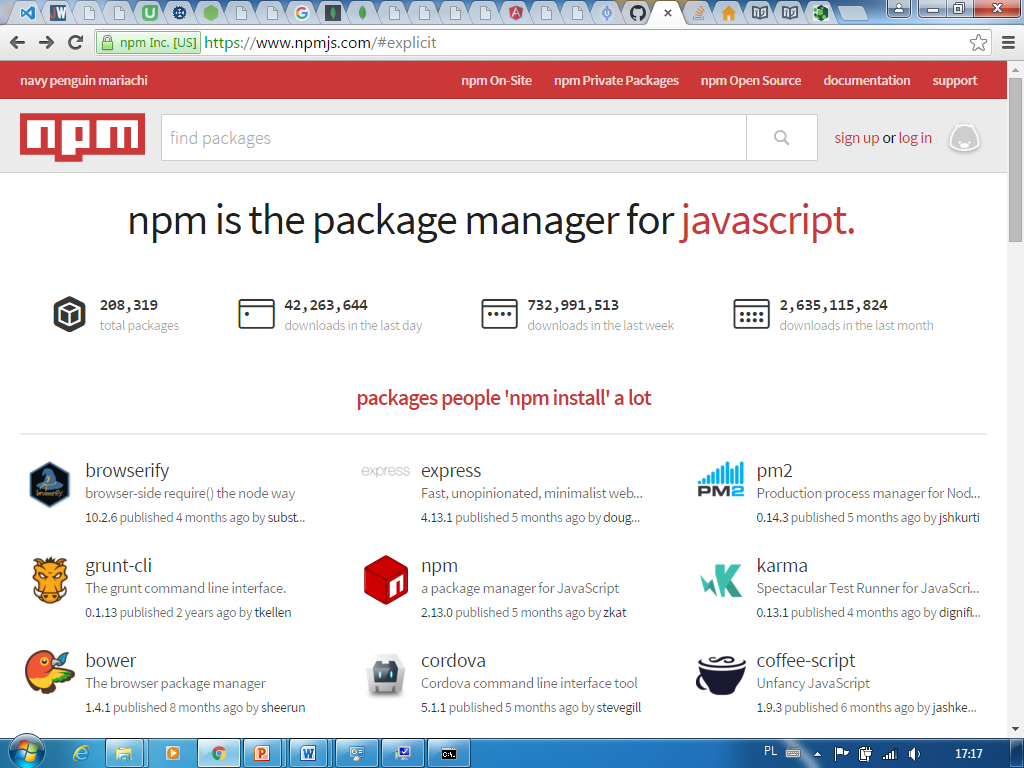 npm Inc. [US] https://www.npmjs.com/#explicit
navy penguin mariachi npm On-Site npm Private Packages npm Open Source documentation support
npm find packages sign up or log in
npm is the package manager for javascript.
208,319 42,263,644 732,991,513 2,635,115,824
total packages downloads in the last day downloads in the last week downloads in the last month
packages people 'npm install' a lot
browserify express express pm2
browser-side require() the node way Fast, unopinionated, minimalist web... PM2 Production process manager for Nod...
10.2.6 published 4 months ago by subst... 4.13.1 published 5 months ago by doug... 0.14.3 published 5 months ago by jshkurti
grunt-cli npm karma
The grunt command line interface. n a package manager for JavaScript K Spectacular Test Runner for JavaScri...
0.1.13 published 2 years ago by tkellen 2.13.0 published 5 months ago by zkat 0.13.1 published 4 months ago by dignifi...
bower cordova coffee-script
The browser package manager Cordova command line interface tool Unfancy JavaScript
1.4.1 published 8 months ago by sheerun 5.1.1 published 5 months ago by stevegill 1.9.3 published 6 months ago by jashke...
PL 17:17